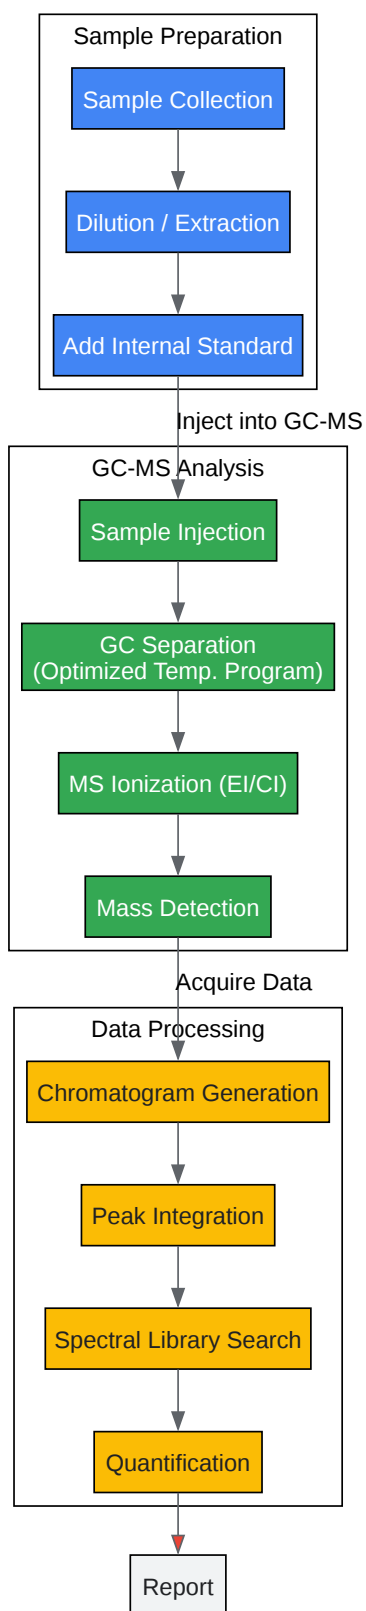 Sample Preparation
Sample Collection
Dilution / Extraction
Add Internal Standard
Inject into GC-MS
GC-MS Analysis
Sample Injection
GC Separation
(Optimized Temp. Program)
MS Ionization (EI/CI)
Mass Detection
Acquire Data
Data Processing
Chromatogram Generation
Peak Integration
Spectral Library Search
Quantification
Report